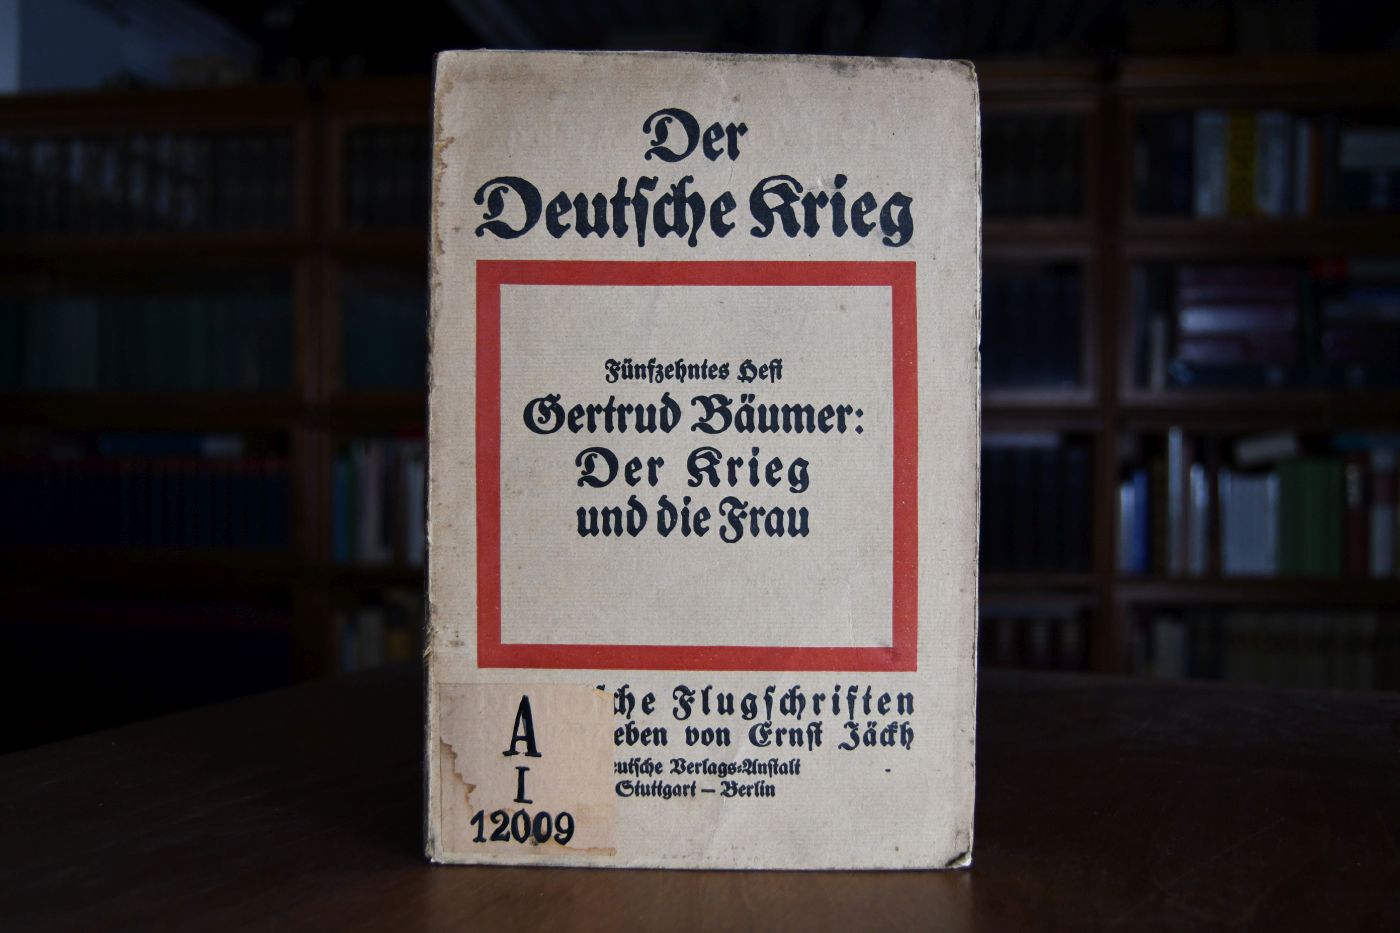 Der
Deutsche Krieg
Fünfzehntes Heft
Gertrud Bäumer:
Der Krieg
und die Frau
sche Flugschriften
eben von Ernst Jäckh
eutsche Verlags-Anstalt
Stuttgart — Berlin
A
I
12009